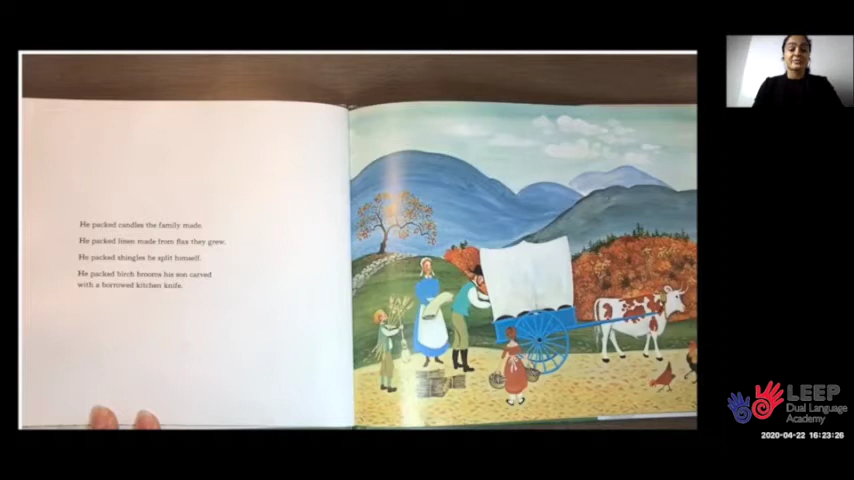 He packed candles the family made.
He packed linen made from flax they grew.
He packed shingles he split himself.
He packed birch brooms his son carved
with a borrowed kitchen knife.
LEEP
Dual Language
Academy
2020-04-22 16:23:26